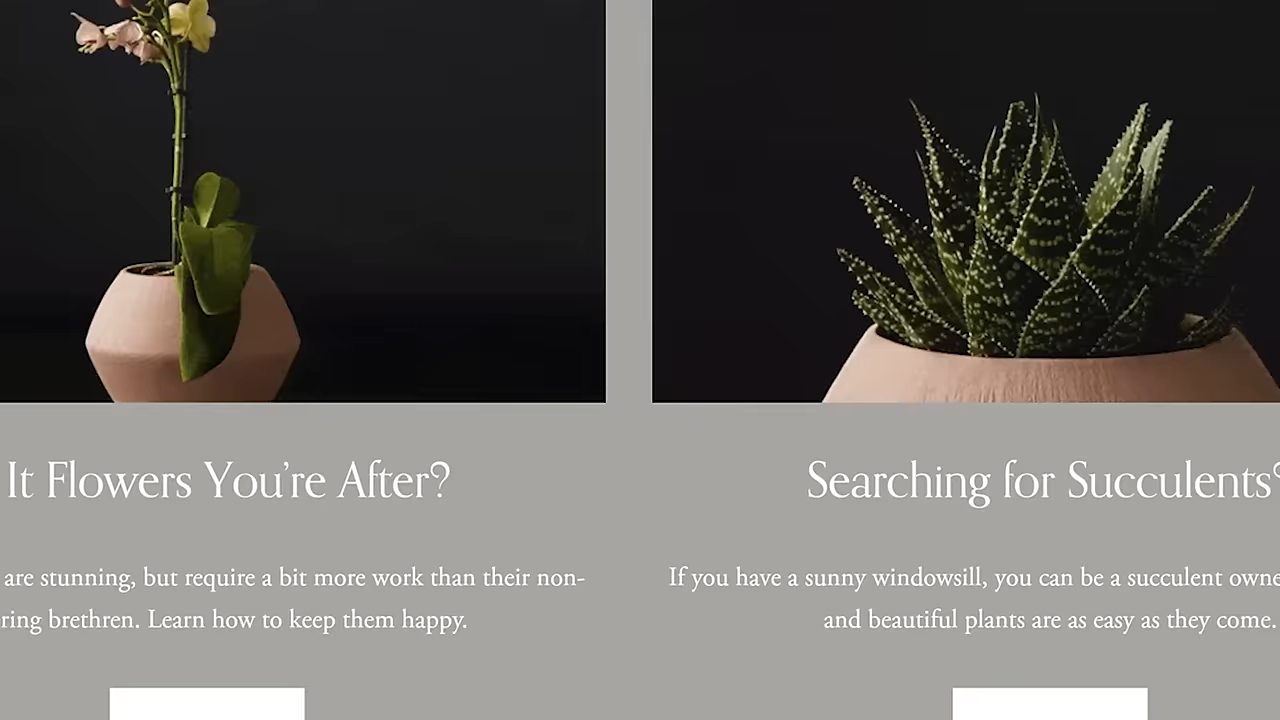 It Flowers You’re After?
are stunning, but require a bit more work than their non-
ring brethren. Learn how to keep them happy.
Searching for Succulents?
If you have a sunny windowsill, you can be a succulent owne
and beautiful plants are as easy as they come.